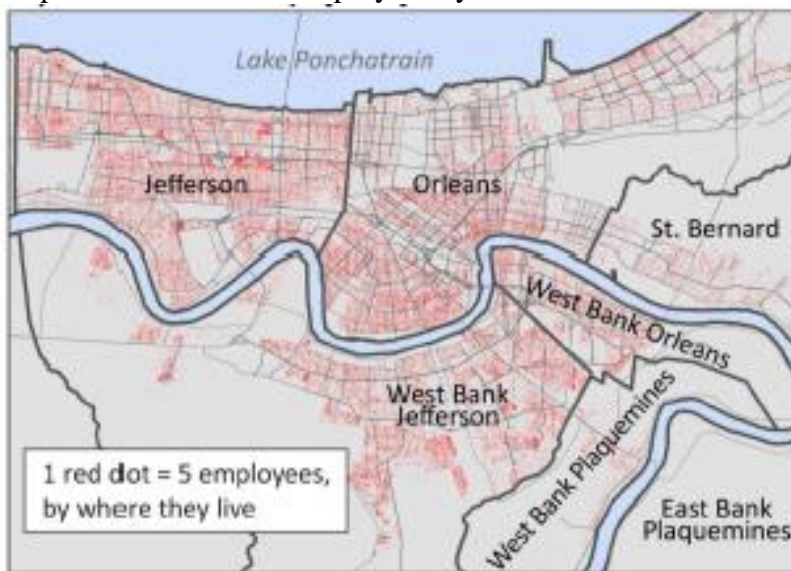 Lake Ponchatrain
Jefferson
Orleans
St. Bernard
West Bank Orleans
West Bank
Jefferson
West Bank Plaquemines
East Bank
Plaquemines
1 red dot = 5 employees,
by where they live